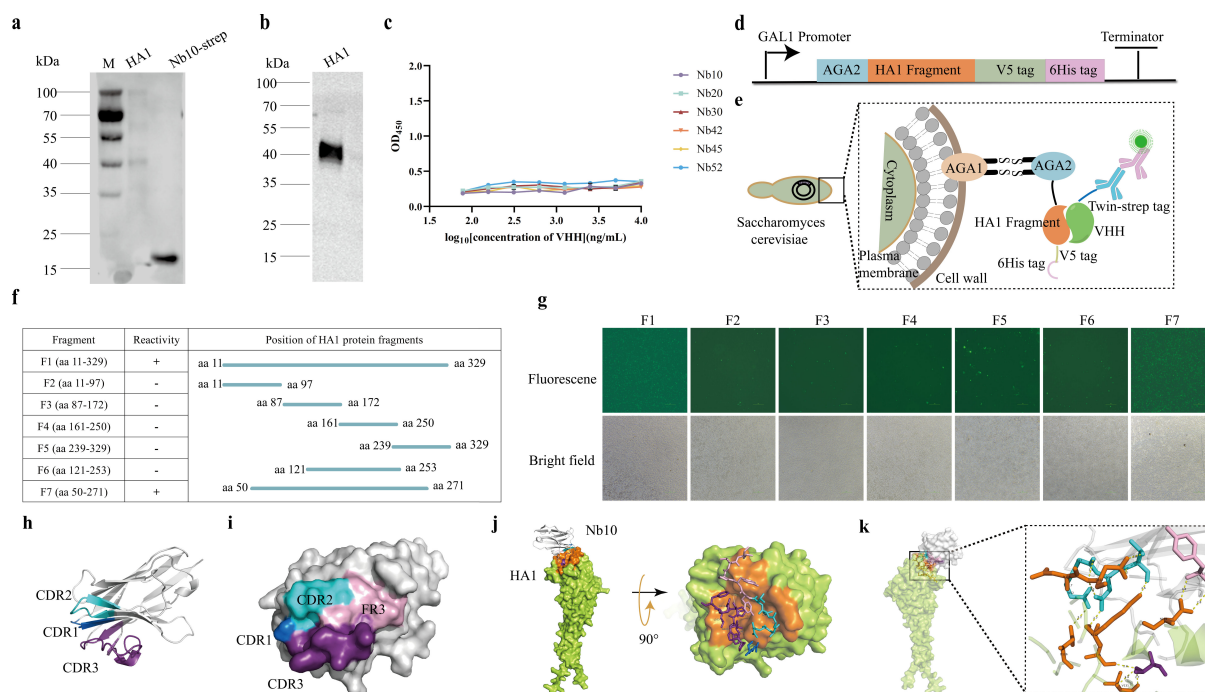 a
kDa
M
HA1
Nb10-strep
100
70
55
40
35
25
15
b
kDa
HA1
100
70
55
40
35
25
15
c
2.0
1.5
1.0
0.5
0.0
OD450
1.5 2.0 2.5 3.0 3.5 4.0
log10[concentration of VHH](ng/mL)
Nb10
Nb20
Nb30
Nb42
Nb45
Nb52
d
GAL1 Promoter
Terminator
AGA2 HA1 Fragment V5 tag 6His tag
e
Saccharomyces
cerevisiae
Cytoplasm
Plasma
membrane
Cell wall
AGA1
S S
S S
AGA2
Twin-strep tag
HA1 Fragment
VHH
V5 tag
6His tag
f
Fragment Reactivity Position of HA1 protein fragments
F1 (aa 11-329) + aa 11 aa 329
F2 (aa 11-97) - aa 11 aa 97
F3 (aa 87-172) - aa 87 aa 172
F4 (aa 161-250) - aa 161 aa 250
F5 (aa 239-329) - aa 239 aa 329
F6 (aa 121-253) - aa 121 aa 253
F7 (aa 50-271) + aa 50 aa 271
g
F1 F2 F3 F4 F5 F6 F7
Fluorescene
Bright field
h
CDR2
CDR1
CDR3
i
CDR2
FR3
CDR1
CDR3
j
Nb10
HA1
90°
k